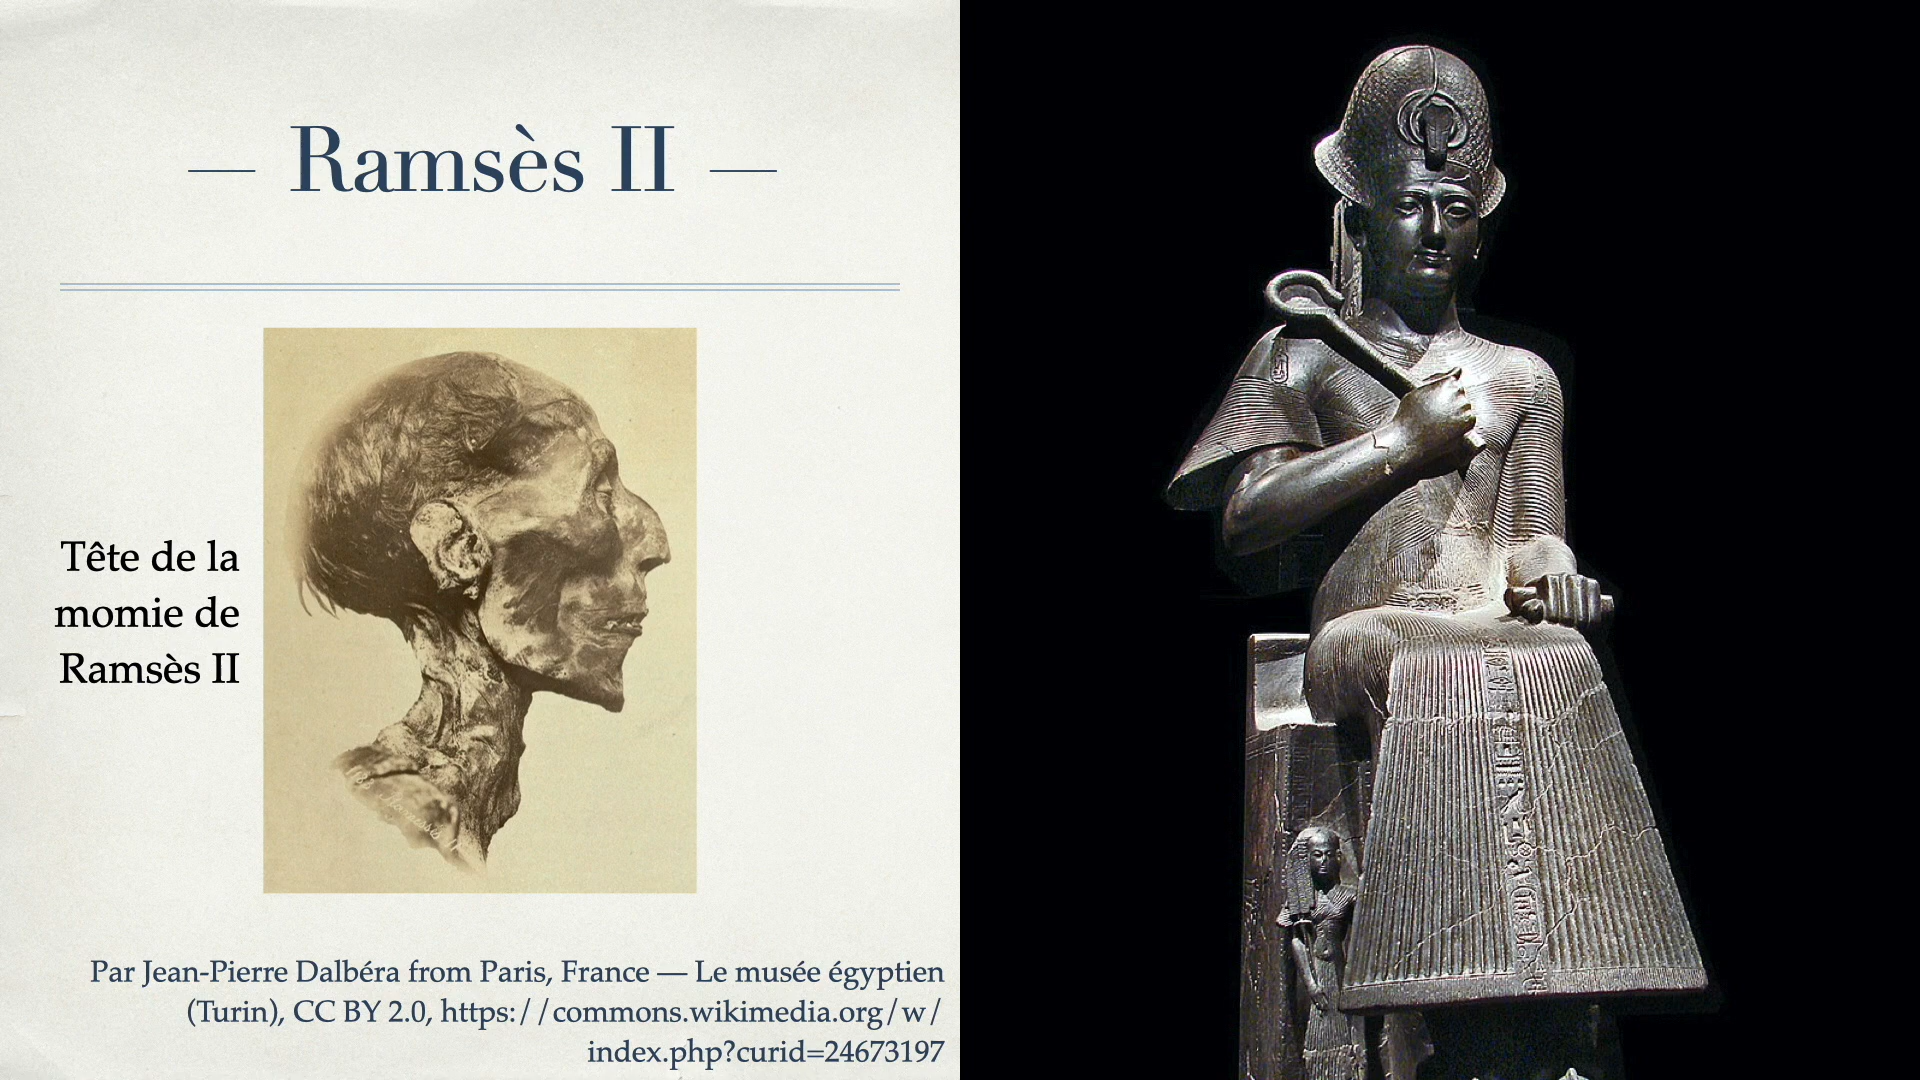 — Ramsès II —
Tête de la
momie de
Ramsès II
Par Jean-Pierre Dalbéra from Paris, France — Le musée égyptien
(Turin), CC BY 2.0, https://commons.wikimedia.org/w/
index.php?curid=24673197